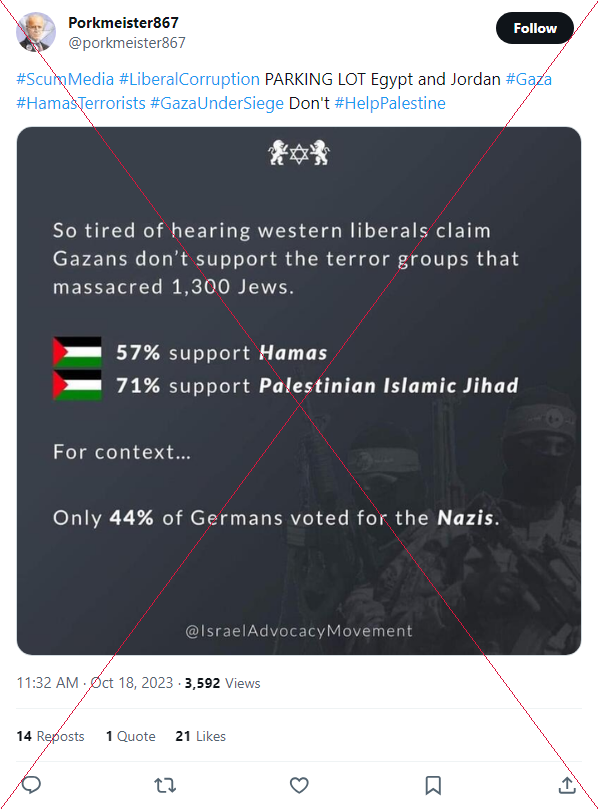 Porkmeister867
@porkmeister867
Follow
#ScumMedia #LiberalCorruption PARKING LOT Egypt and Jordan #Gaza
#HamasTerrorists #GazaUnderSiege Don't #HelpPalestine
So tired of hearing western liberals claim
Gazans don't support the terror groups that
massacred 1,300 Jews.
57% support Hamas
71% support Palestinian Islamic Jihad
For context...
Only 44% of Germans voted for the Nazis.
@IsraelAdvocacyMovement
11:32 AM · Oct 18, 2023 · 3,592 Views
14 Reposts 1 Quote 21 Likes